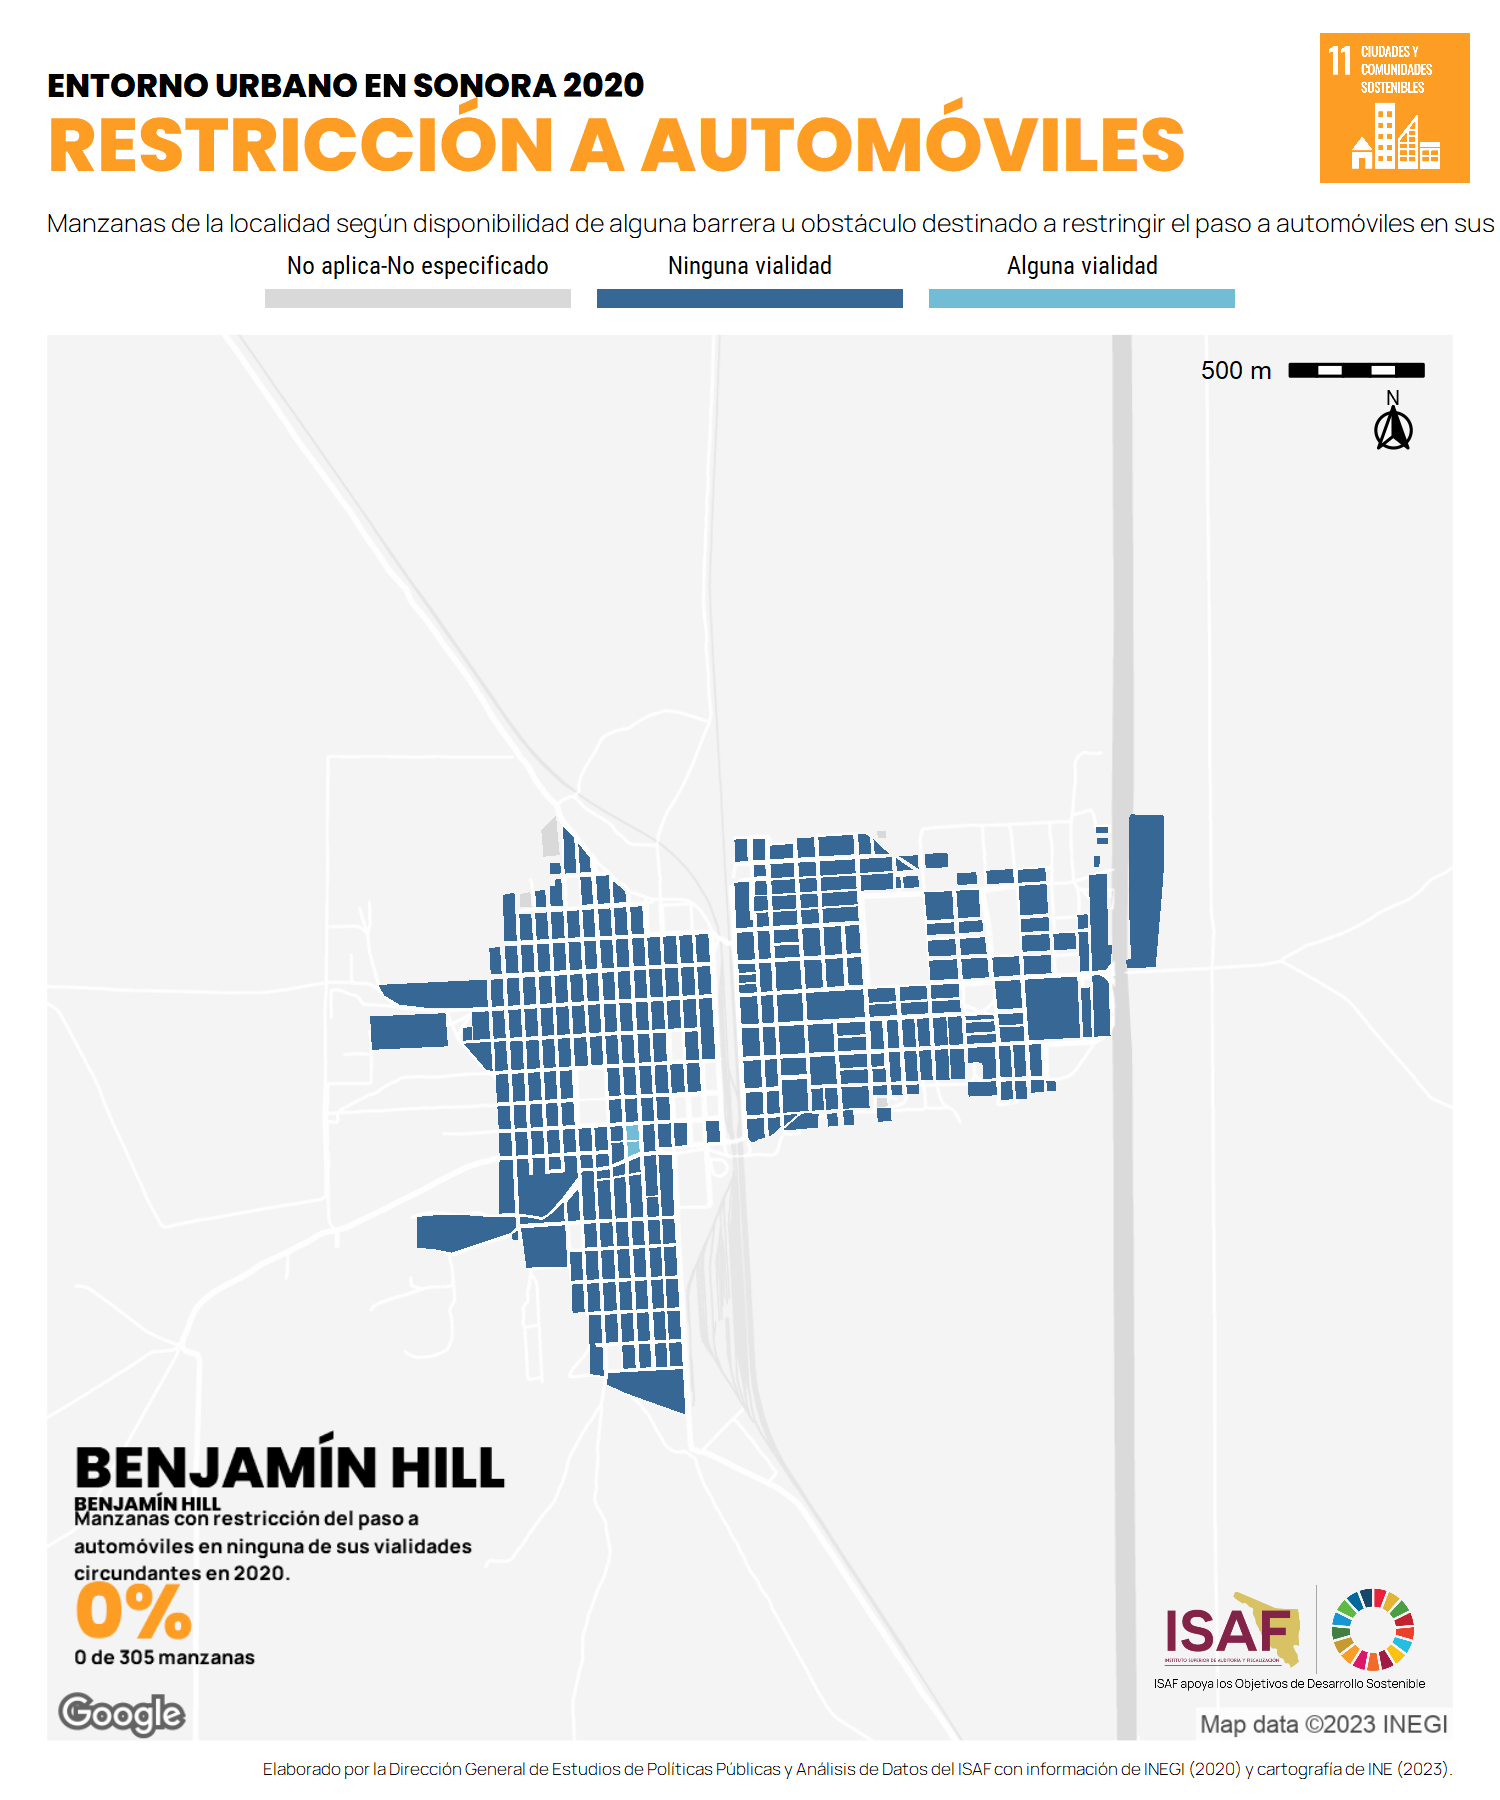 ENTORNO URBANO EN SONORA 2020
RESTRICCIÓN A AUTOMÓVILES
11 CIUDADES Y
COMUNIDADES
SOSTENIBLES
Manzanas de la localidad según disponibilidad de alguna barrera u obstáculo destinado a restringir el paso a automóviles en sus
No aplica-No especificado
Ninguna vialidad
Alguna vialidad
500 m
N
BENJAMÍN HILL
BENJAMÍN HILL
Manzanas con restricción del paso a
automóviles en ninguna de sus vialidades
circundantes en 2020.
0%
0 de 305 manzanas
ISAF
INSTITUTO SUPERIOR DE AUDITORÍA Y FISCALIZACIÓN
ISAF apoya los Objetivos de Desarrollo Sostenible
Google
Map data ©2023 INEGI
Elaborado por la Dirección General de Estudios de Políticas Públicas y Análisis de Datos del ISAF con información de INEGI (2020) y cartografía de INE (2023).